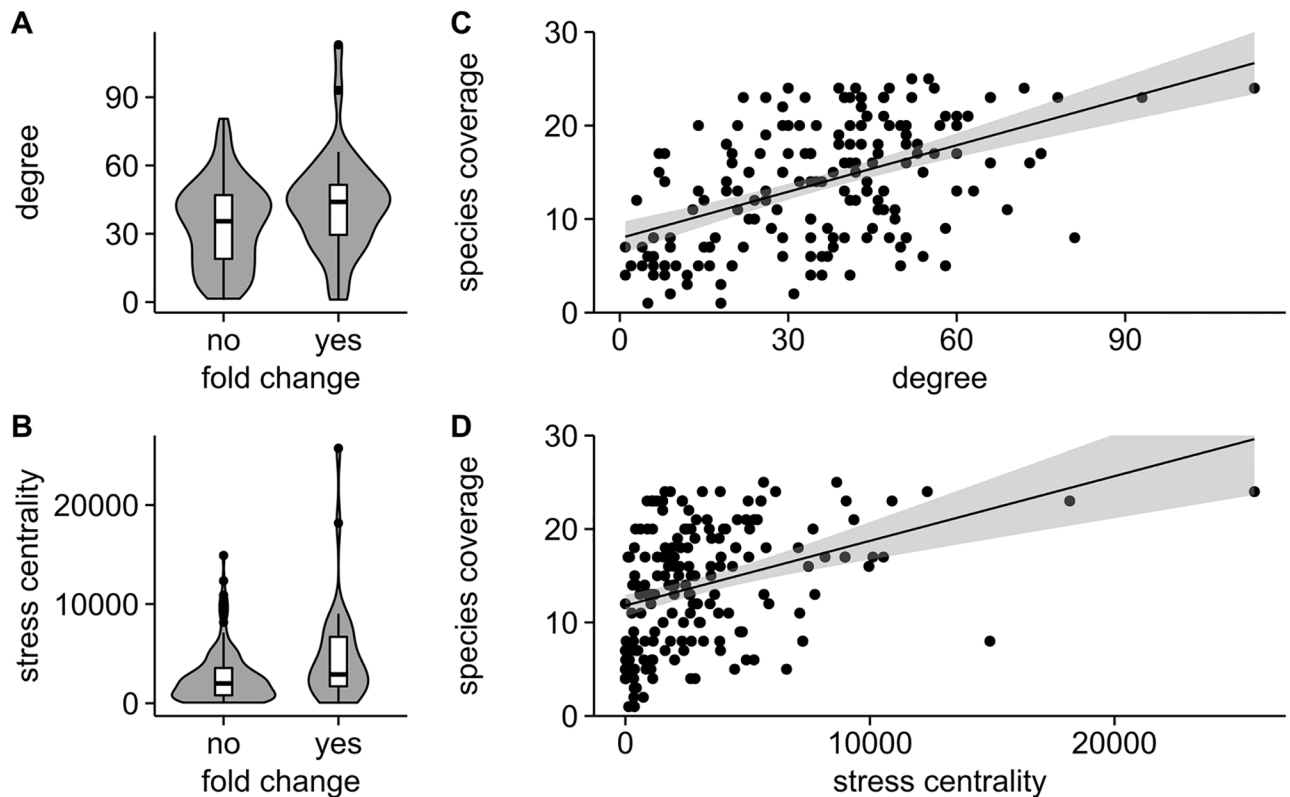 A
degree
90
60
30
0
no yes
fold change
B
stress centrality
20000
10000
0
no yes
fold change
C
species coverage
30
20
10
0
0 30 60 90
degree
D
species coverage
30
20
10
0
0 10000 20000
stress centrality